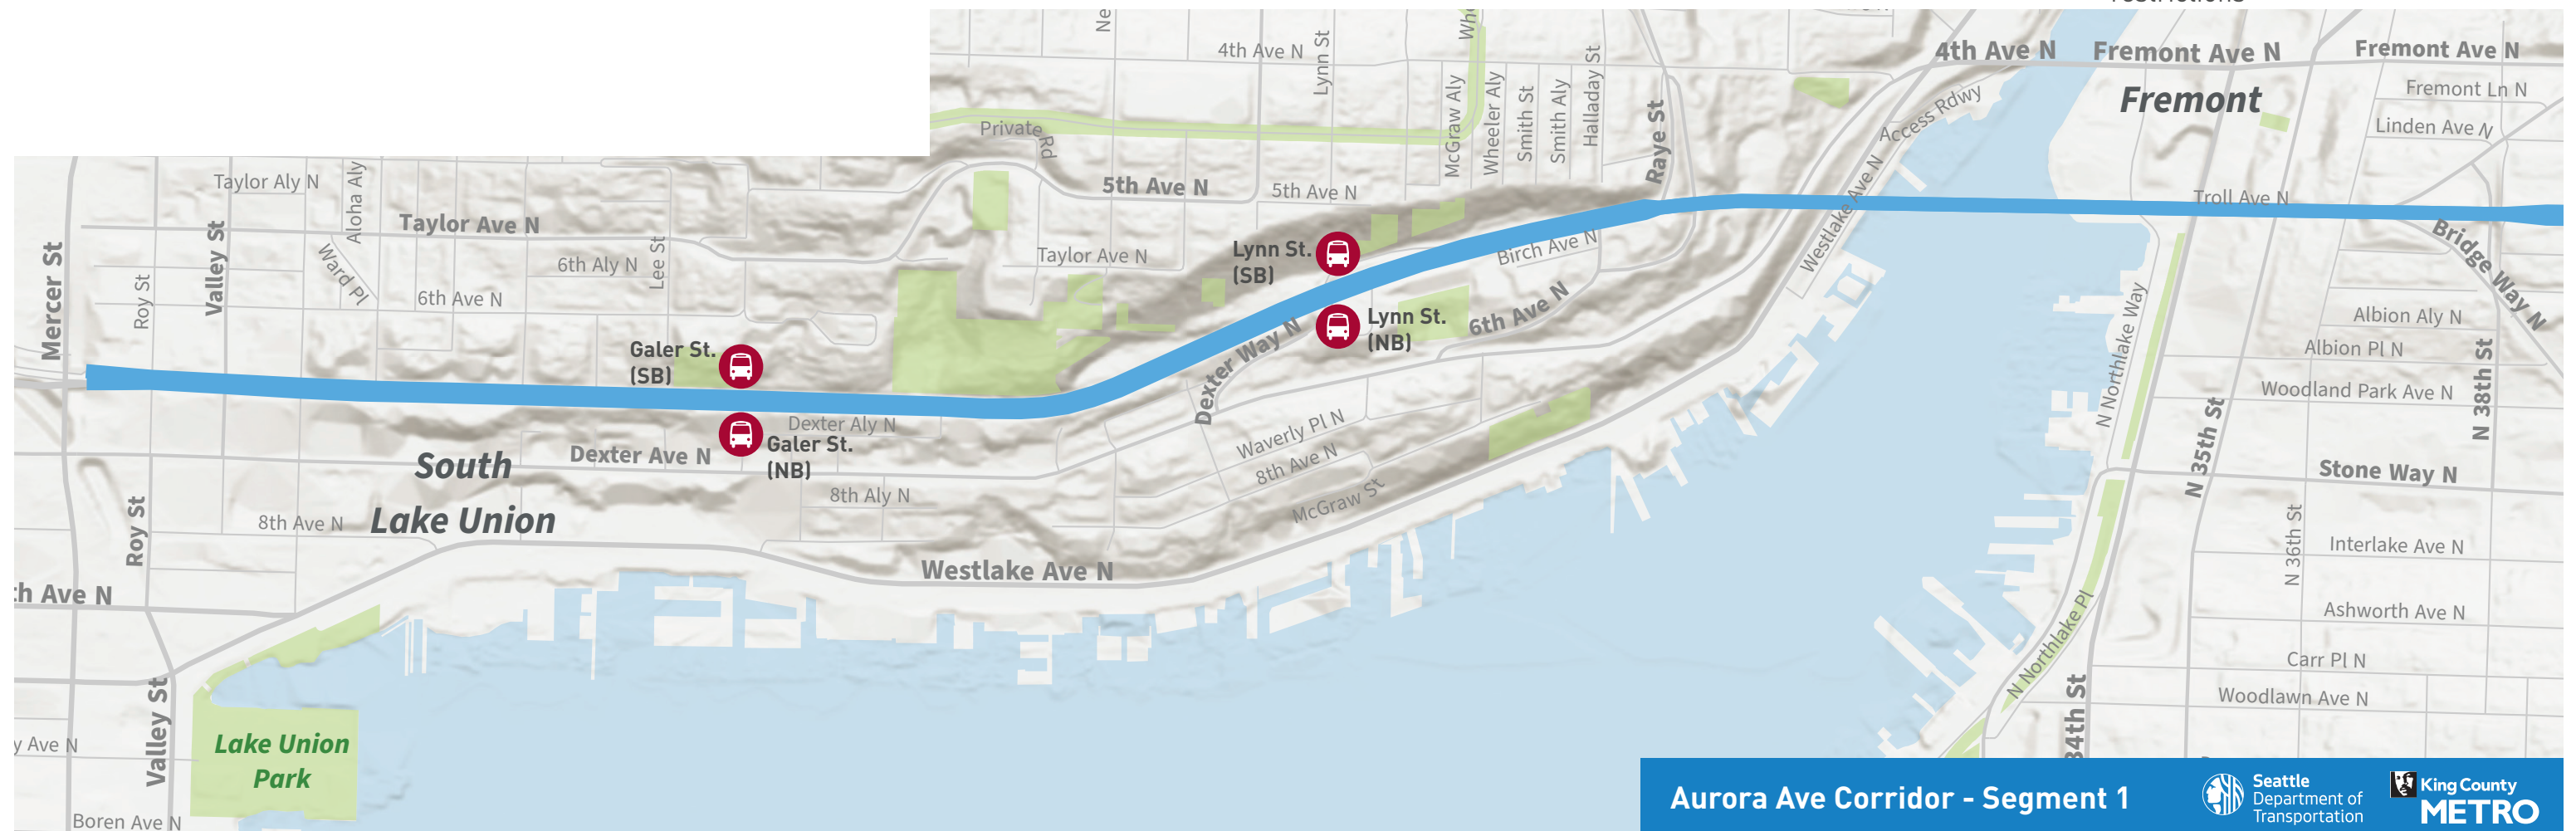 4th Ave N
Lynn St
4th Ave N
Fremont Ave N
Fremont Ave N
Fremont
Fremont Ln N
Linden Ave N
Access Rdwy
Private Rd
McGraw Aly
Wheeler Aly
Smith St
Smith Aly
Halladay St
Raye St
Taylor Aly N
Aloha Aly
5th Ave N
5th Ave N
Westlake Ave N
Troll Ave N
Bridge Way N
Mercer St
Roy St
Valley St
Taylor Ave N
Ward Pl
6th Aly N
Lee St
6th Ave N
Taylor Ave N
Lynn St.
(SB)
Birch Ave N
Lynn St.
(NB)
6th Ave N
Dexter Way N
N Northlake Way
Albion Aly N
Albion Pl N
Woodland Park Ave N
N 38th St
Galer St.
(SB)
Dexter Aly N
Galer St.
(NB)
Dexter Ave N
South
Lake Union
8th Aly N
Waverly Pl N
8th Ave N
McGraw St
N 35th St
Stone Way N
Roy St
8th Ave N
Westlake Ave N
N 36th St
Interlake Ave N
Ashworth Ave N
Carr Pl N
Woodlawn Ave N
N Northlake Pl
34th St
th Ave N
Valley St
y Ave N
Lake Union
Park
Boren Ave N
Aurora Ave Corridor - Segment 1
Seattle
Department of
Transportation
King County
METRO